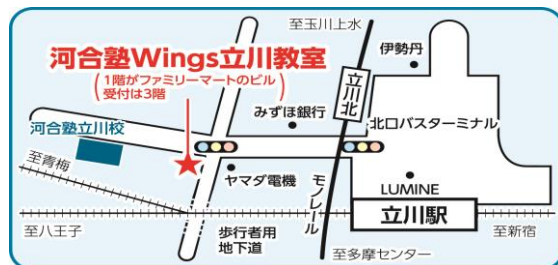 至玉川上水
伊勢丹
河合塾Wings立川教室
(1階がファミリーマートのビル
受付は3階)
立川北
みずほ銀行
北口バスターミナル
河合塾立川校
至青梅
ヤマダ電機
モノレール
LUMINE
立川駅
至八王子
歩行者用
地下道
至新宿
至多摩センター